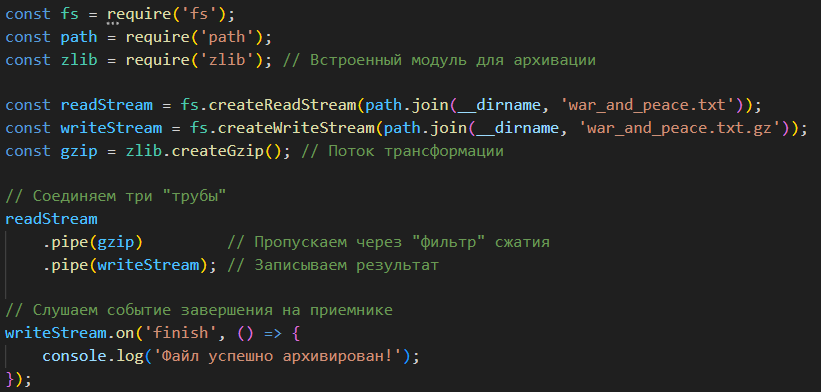 const fs = require('fs');
const path = require('path');
const zlib = require('zlib'); // Встроенный модуль для архивации
const readStream = fs.createReadStream(path.join(__dirname, 'war_and_peace.txt'));
const writeStream = fs.createWriteStream(path.join(__dirname, 'war_and_peace.txt.gz'));
const gzip = zlib.createGzip(); // Поток трансформации
// Соединяем три "трубы"
readStream
.pipe(gzip) // Пропускаем через "фильтр" сжатия
.pipe(writeStream); // Записываем результат
// Слушаем событие завершения на приемнике
writeStream.on('finish', () => {
console.log('Файл успешно архивирован!');
});